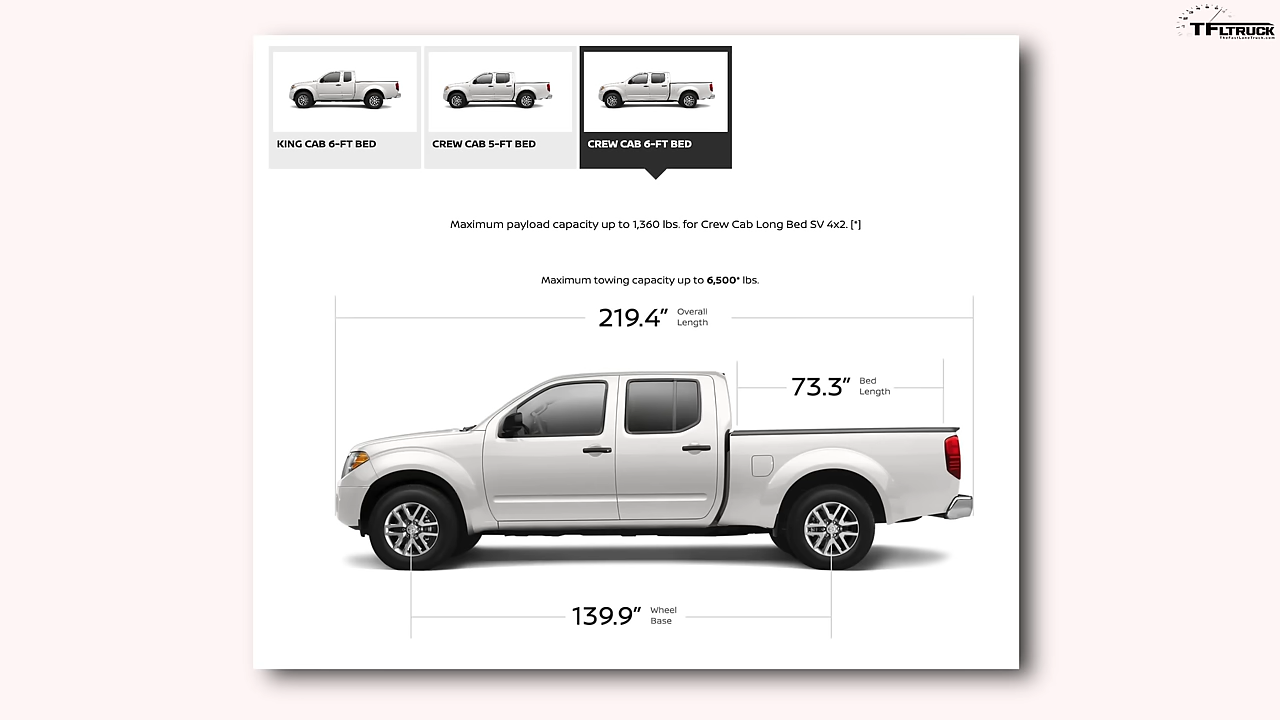 TFLTRUCK
TheFastLaneTruck.com
KING CAB 6-FT BED
CREW CAB 5-FT BED
CREW CAB 6-FT BED
Maximum payload capacity up to 1,360 lbs. for Crew Cab Long Bed SV 4x2. [*]
Maximum towing capacity up to 6,500* lbs.
219.4” Overall Length
73.3” Bed Length
139.9” Wheel Base